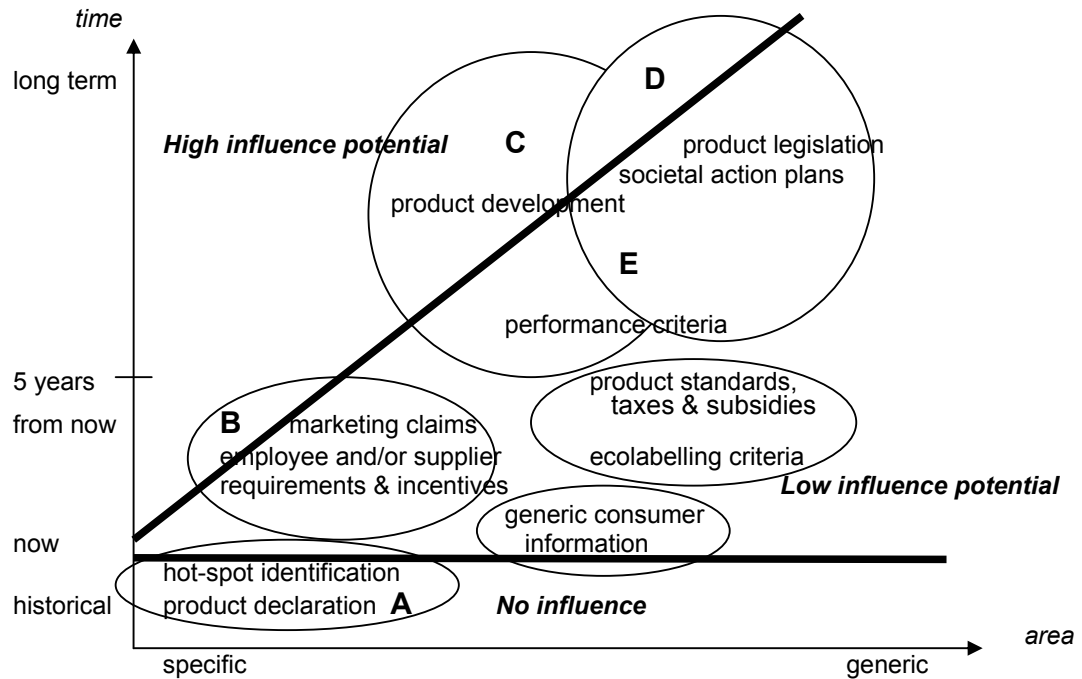 time
long term
D
High influence potential
C
product legislation
societal action plans
product development
E
performance criteria
5 years
from now
product standards,
taxes & subsidies
B
marketing claims
employee and/or supplier
requirements & incentives
ecolabelling criteria
Low influence potential
generic consumer
information
now
hot-spot identification
historical
product declaration A
No influence
area
specific
generic